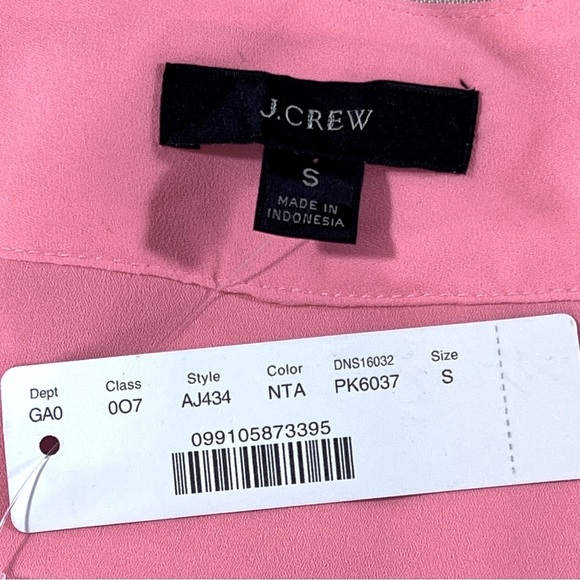 J.CREW
S
MADE IN
INDONESIA
Dept Class Style Color DNS16032 Size
GA0 0O7 AJ434 NTA PK6037 S
099105873395